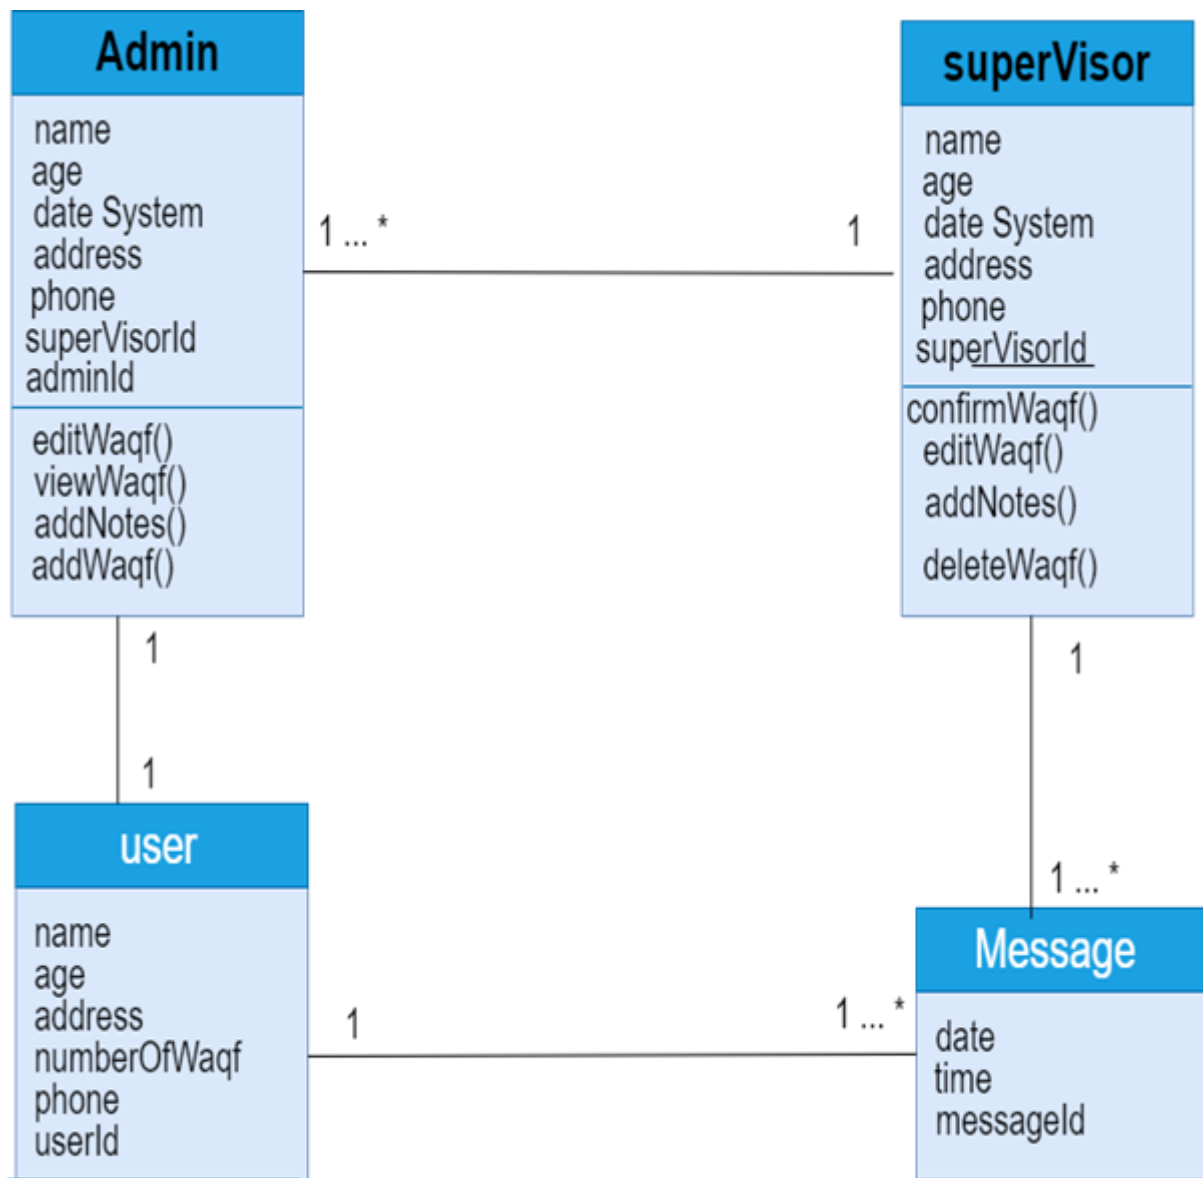 Admin
name
age
date System
address
phone
superVisorId
adminId
editWaqf()
viewWaqf()
addNotes()
addWaqf()
1 ... *
1
superVisor
name
age
date System
address
phone
superVisorId
confirmWaqf()
editWaqf()
addNotes()
deleteWaqf()
1
1
1
1 ... *
user
name
age
address
numberOfWaqf
phone
userId
1
1 ... *
Message
date
time
messageId